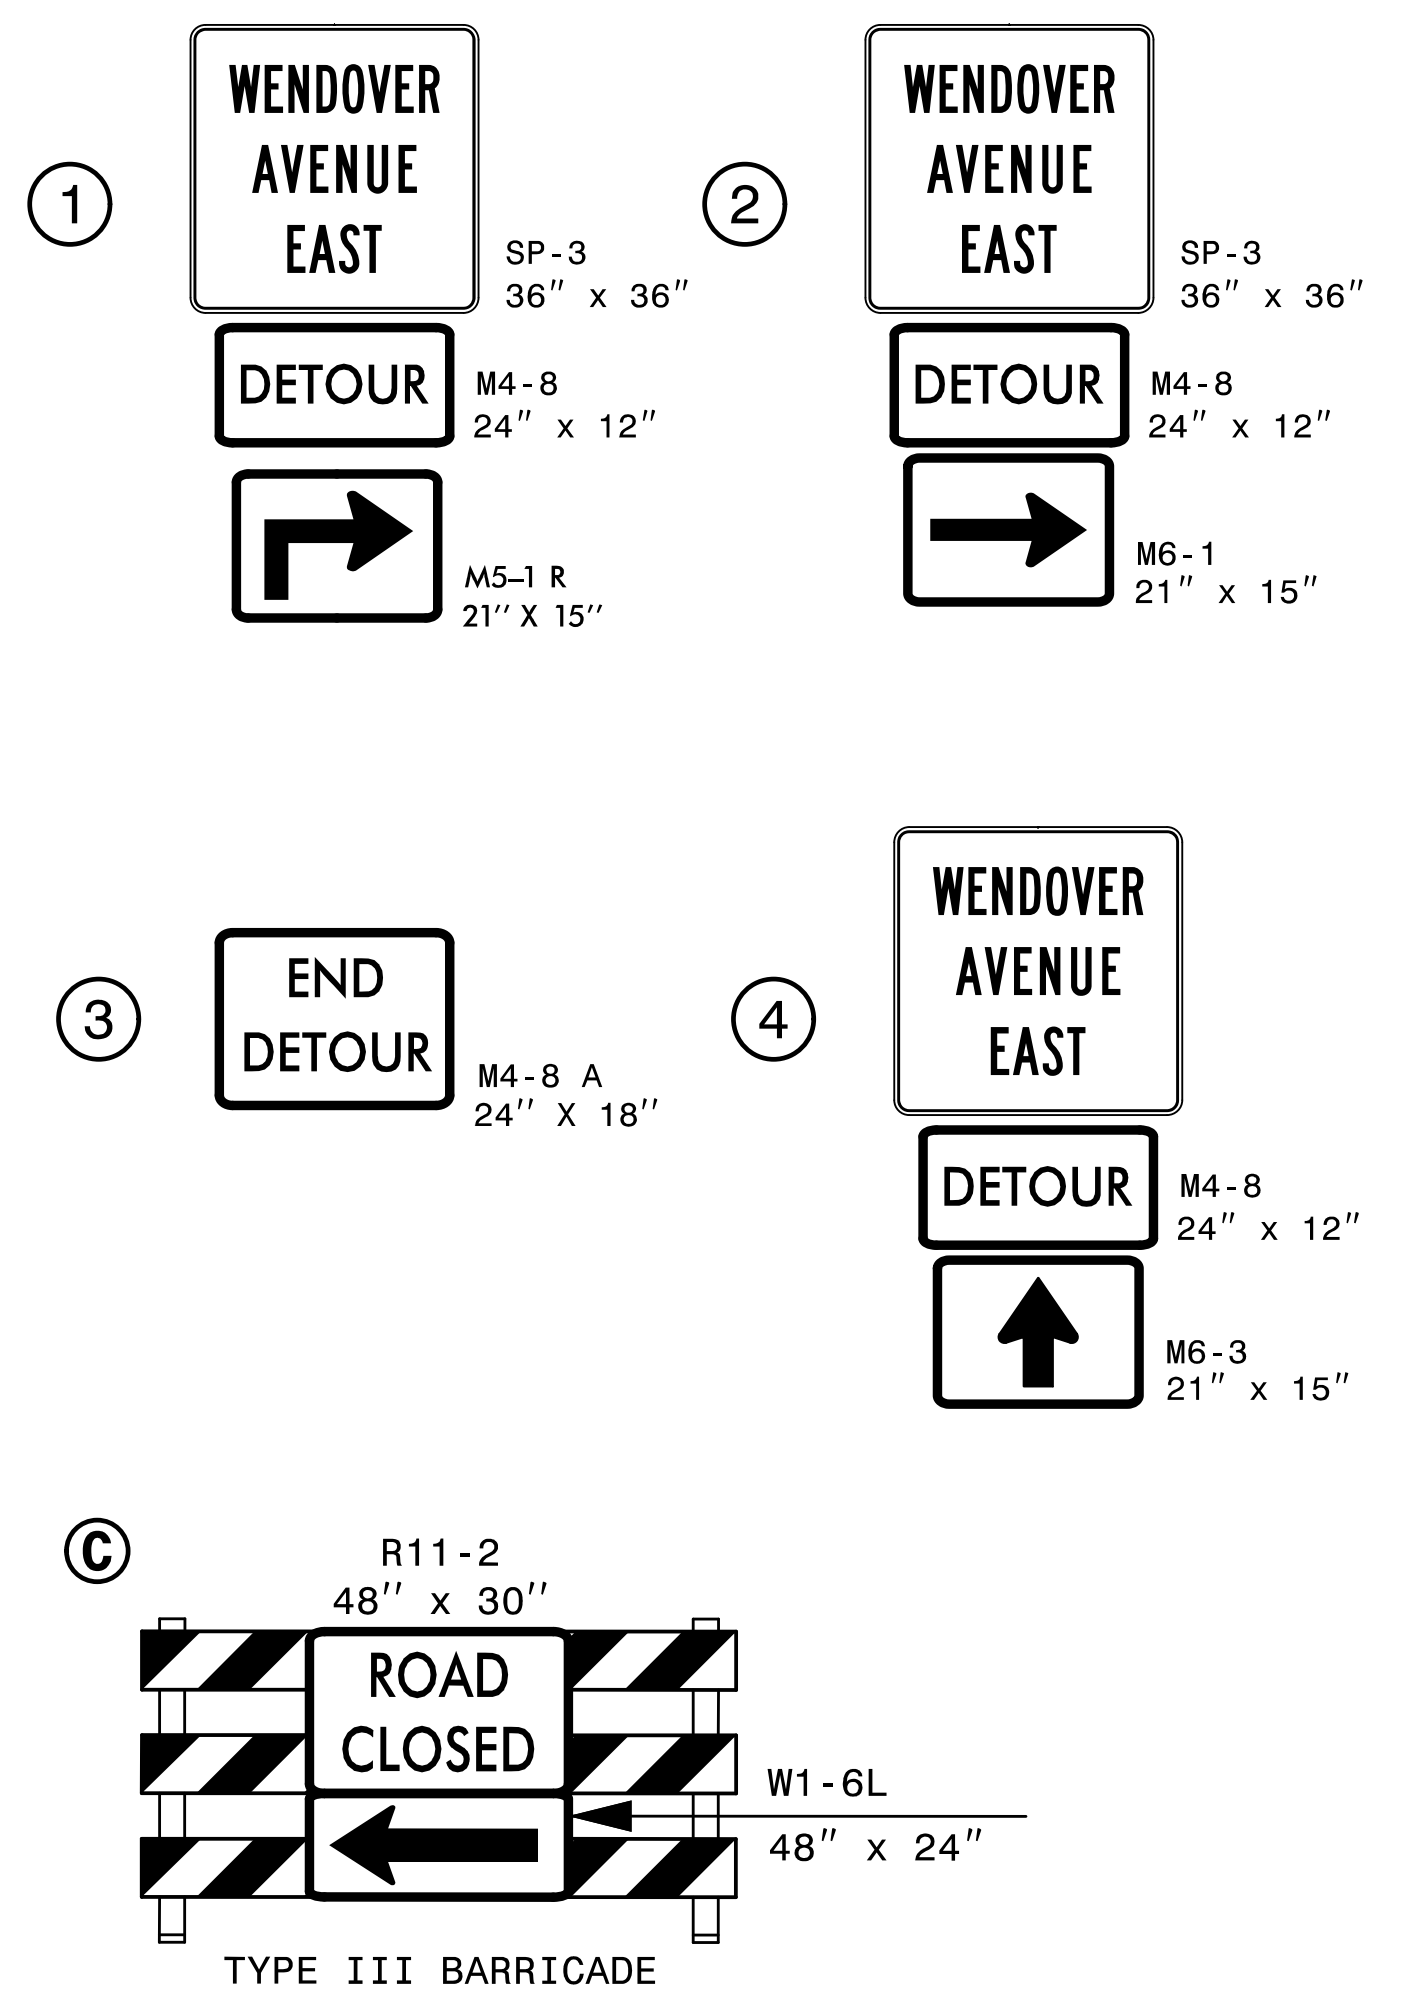 1
WENDOVER
AVENUE
EAST
SP-3
36" x 36"
DETOUR
M4-8
24" x 12"
M5-1 R
21'' X 15''
2
WENDOVER
AVENUE
EAST
SP-3
36" x 36"
DETOUR
M4-8
24" x 12"
M6-1
21" x 15"
3
END
DETOUR
M4-8 A
24'' X 18''
4
WENDOVER
AVENUE
EAST
DETOUR
M4-8
24" x 12"
M6-3
21" x 15"
C
R11-2
48'' x 30''
ROAD
CLOSED
W1-6L
48" x 24"
TYPE III BARRICADE